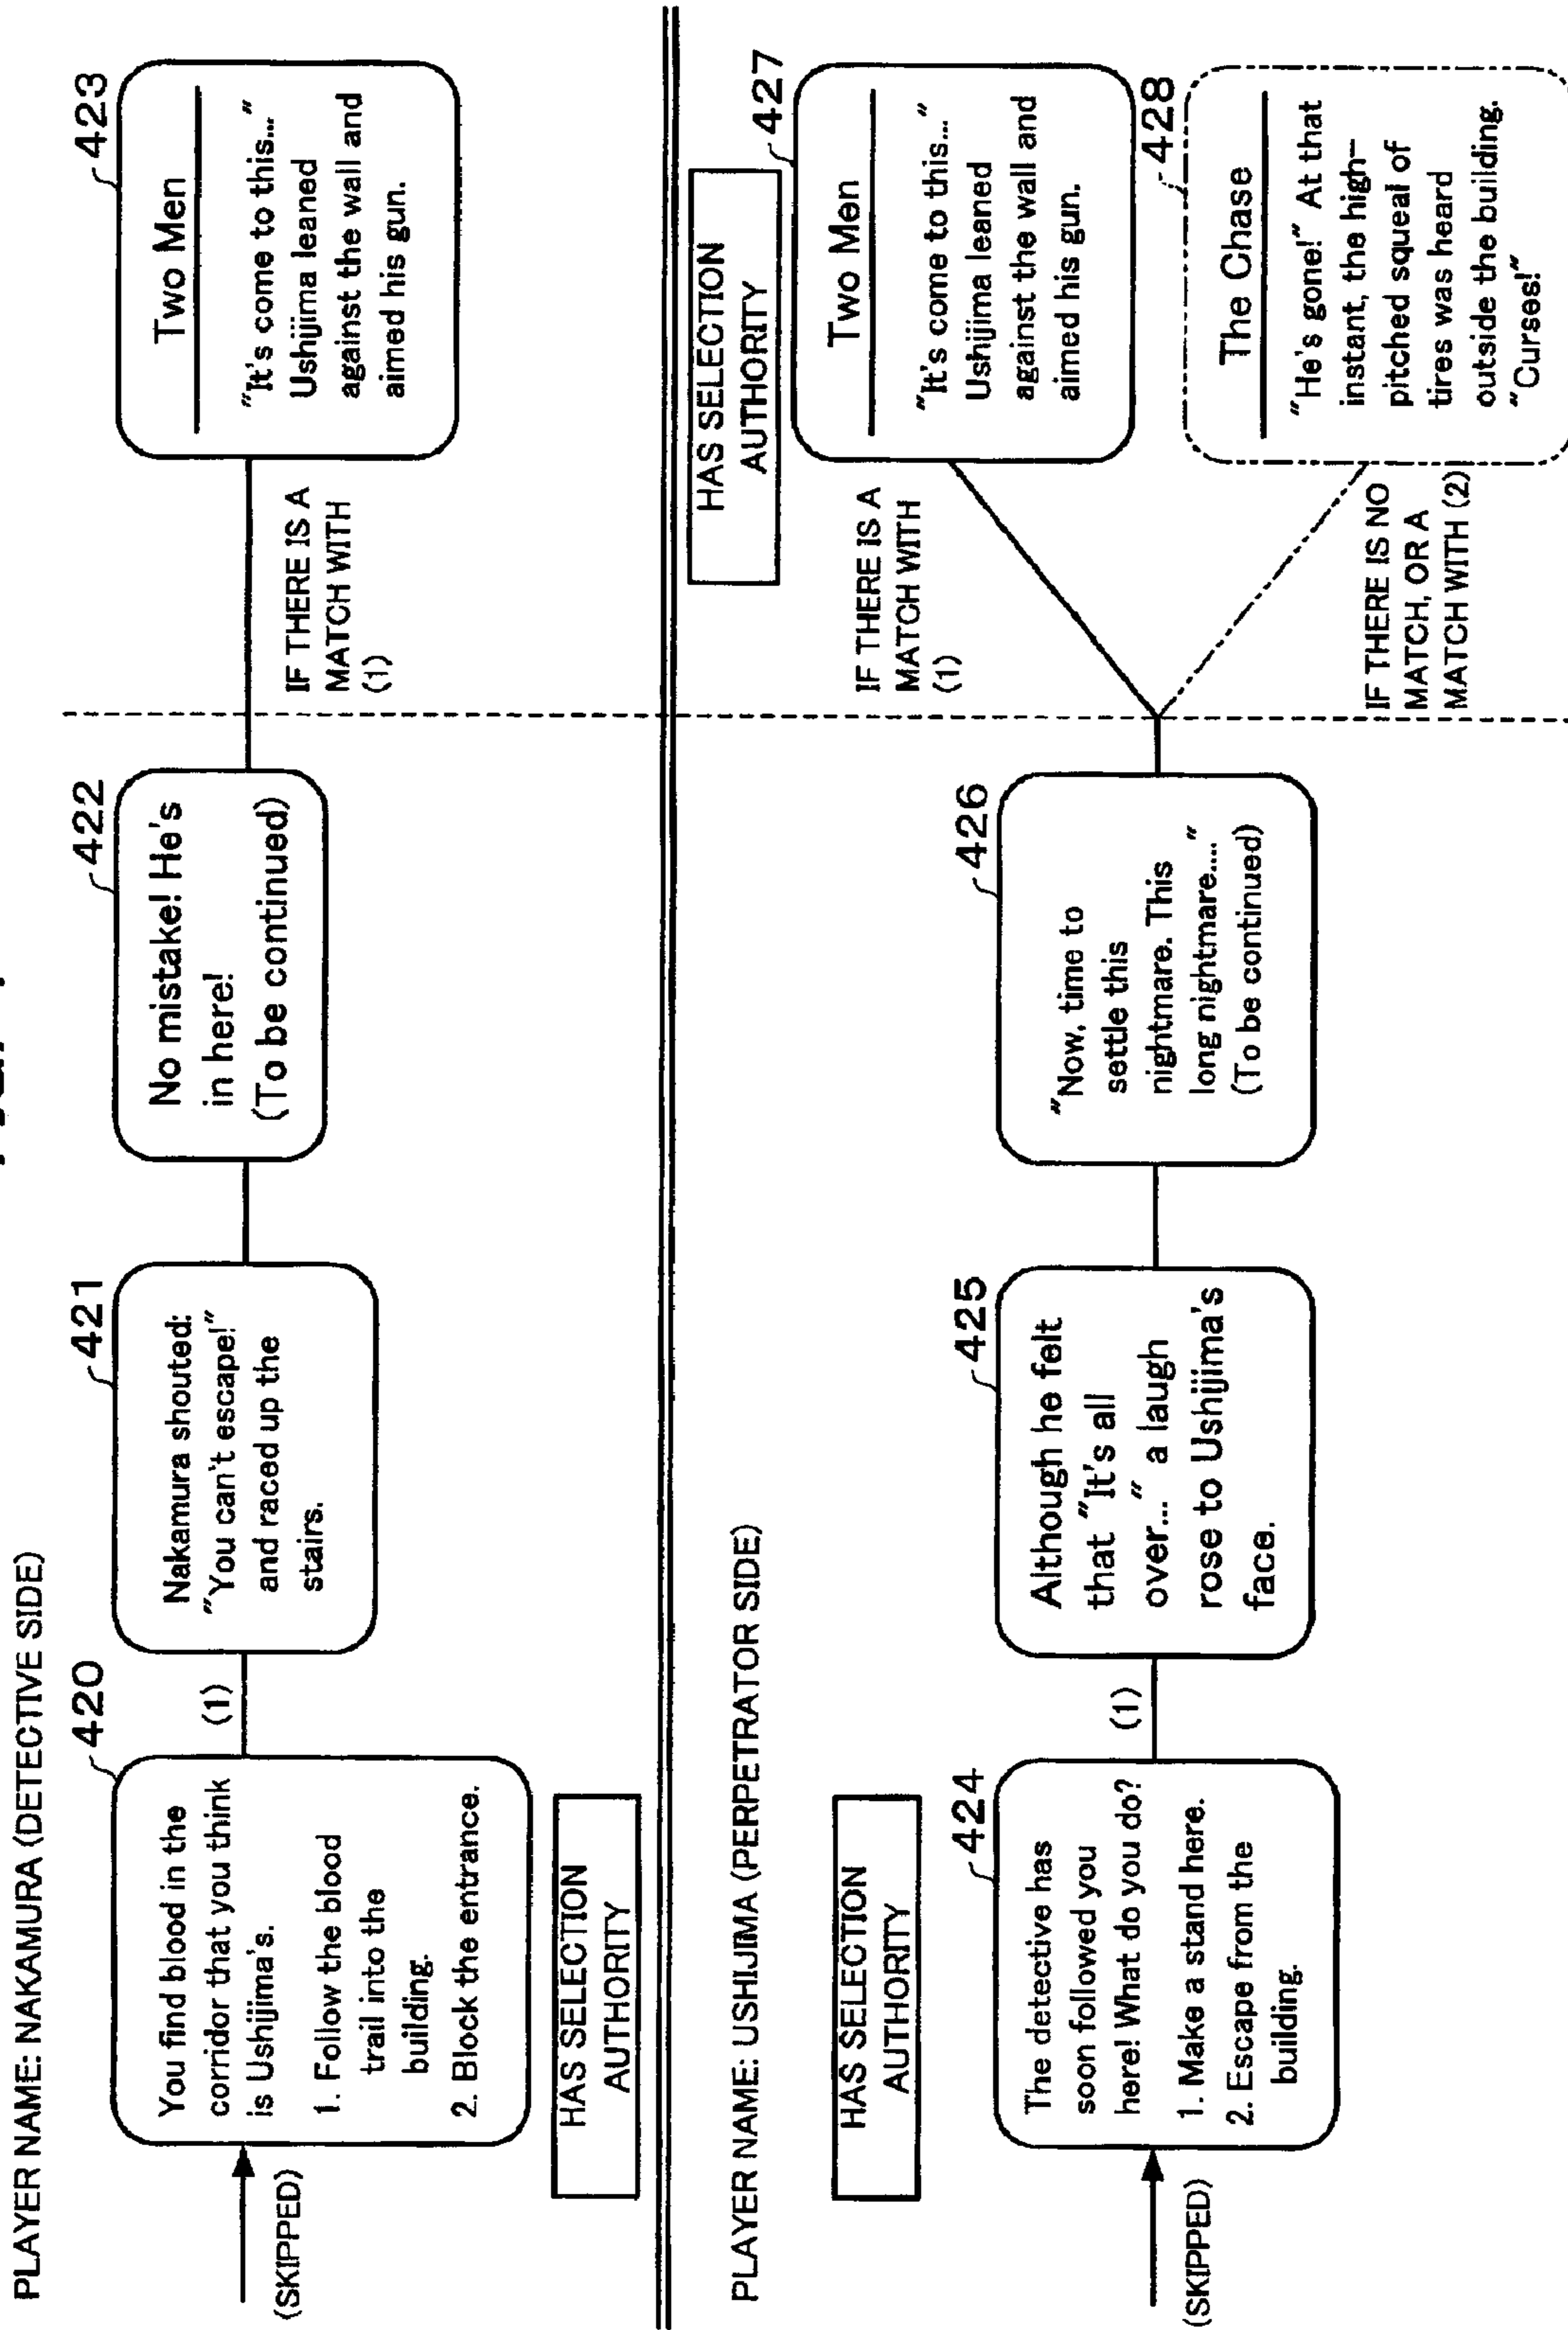 PLAYER NAME: NAKAMURA (DETECTIVE SIDE)
(SKIPPED)
420
You find blood in the
corridor that you think
is Ushijima's.
1. Follow the blood
trail into the
building.
2. Block the entrance.
HAS SELECTION
AUTHORITY
(1)
421
Nakamura shouted:
"You can't escape!"
and raced up the
stairs.
422
No mistake! He's
in here!
(To be continued)
IF THERE IS A
MATCH WITH
(1)
423
Two Men
"It's come to this..."
Ushijima leaned
against the wall and
aimed his gun.
PLAYER NAME: USHIJIMA (PERPETRATOR SIDE)
HAS SELECTION
AUTHORITY
(SKIPPED)
424
The detective has
soon followed you
here! What do you do?
1. Make a stand here.
2. Escape from the
building.
(1)
425
Although he felt
that "It's all
over..." a laugh
rose to Ushijima's
face.
426
"Now, time to
settle this
nightmare. This
long nightmare...."
(To be continued)
IF THERE IS A
MATCH WITH
(1)
HAS SELECTION
AUTHORITY
427
Two Men
"It's come to this..."
Ushijima leaned
against the wall and
aimed his gun.
IF THERE IS NO
MATCH, OR A
MATCH WITH (2)
428
The Chase
"He's gone!" At that
instant, the high-
pitched squeal of
tires was heard
outside the building.
"Curses!"